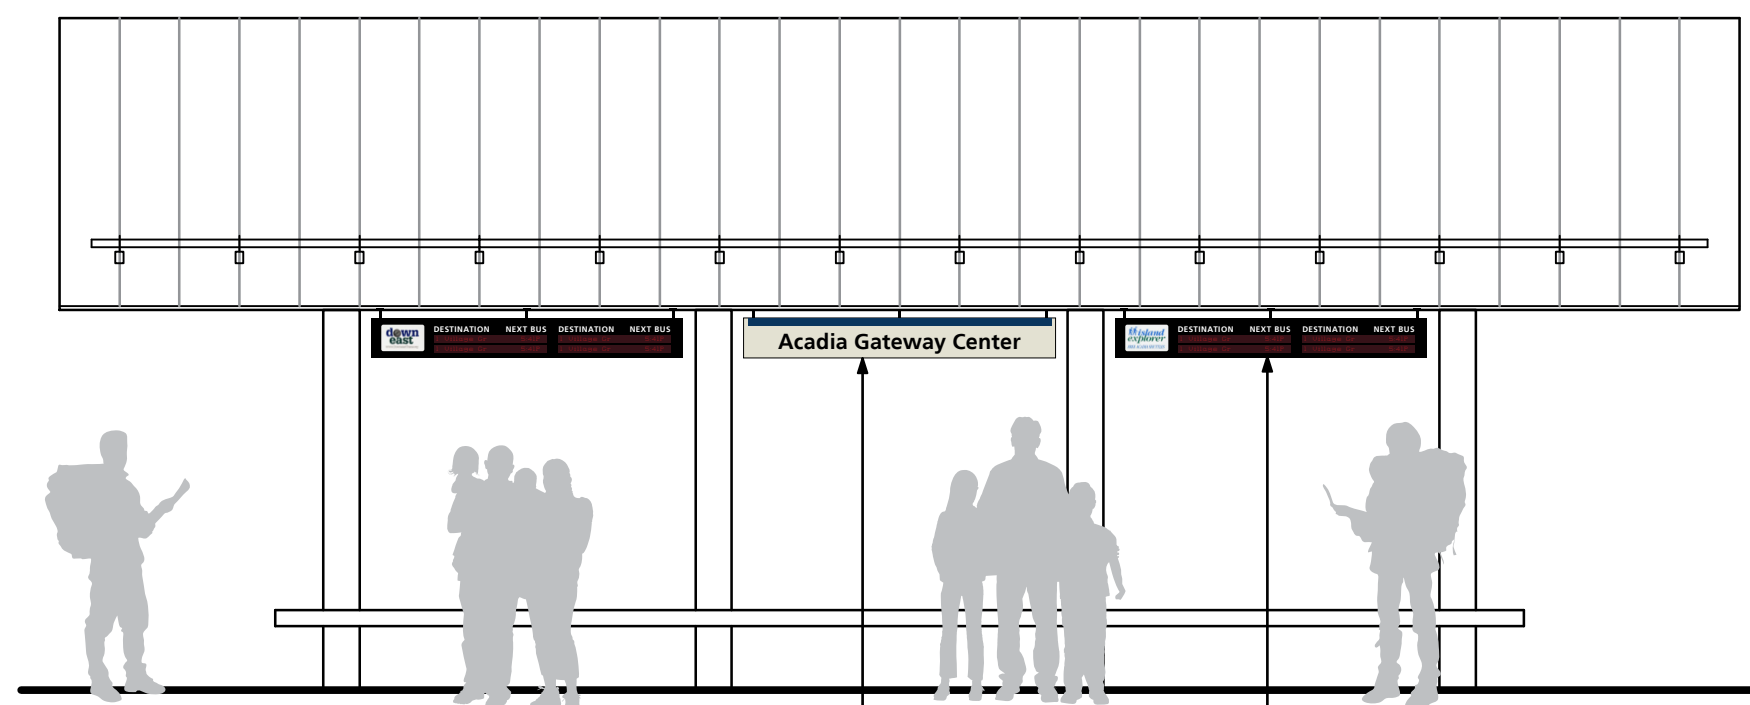 down
east
DESTINATION NEXT BUS DESTINATION NEXT BUS
Acadia Gateway Center
island
explorer
DESTINATION NEXT BUS DESTINATION NEXT BUS